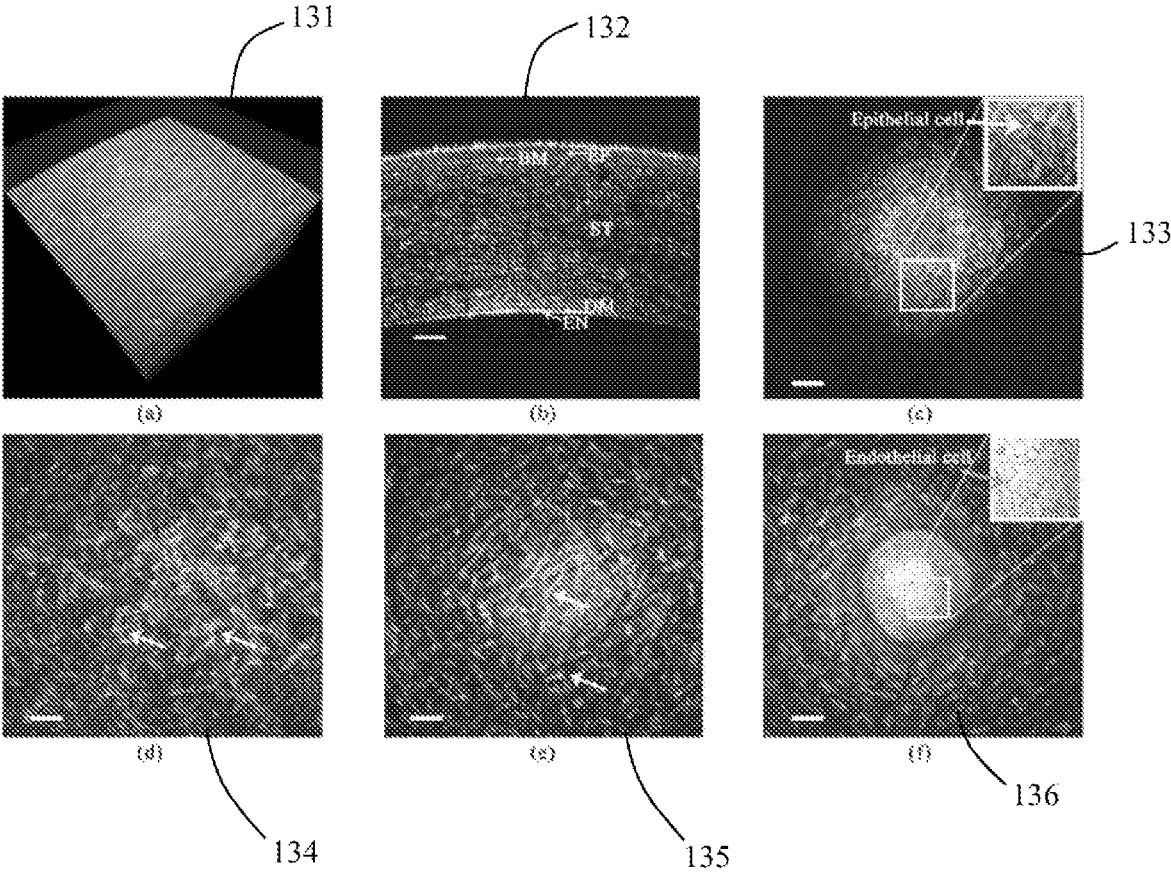 131
132
133
Epithelial cell
BM
EP
ST
DM
EN
(a)
(b)
(c)
Endothelial cell
(d)
(e)
(f)
134
135
136